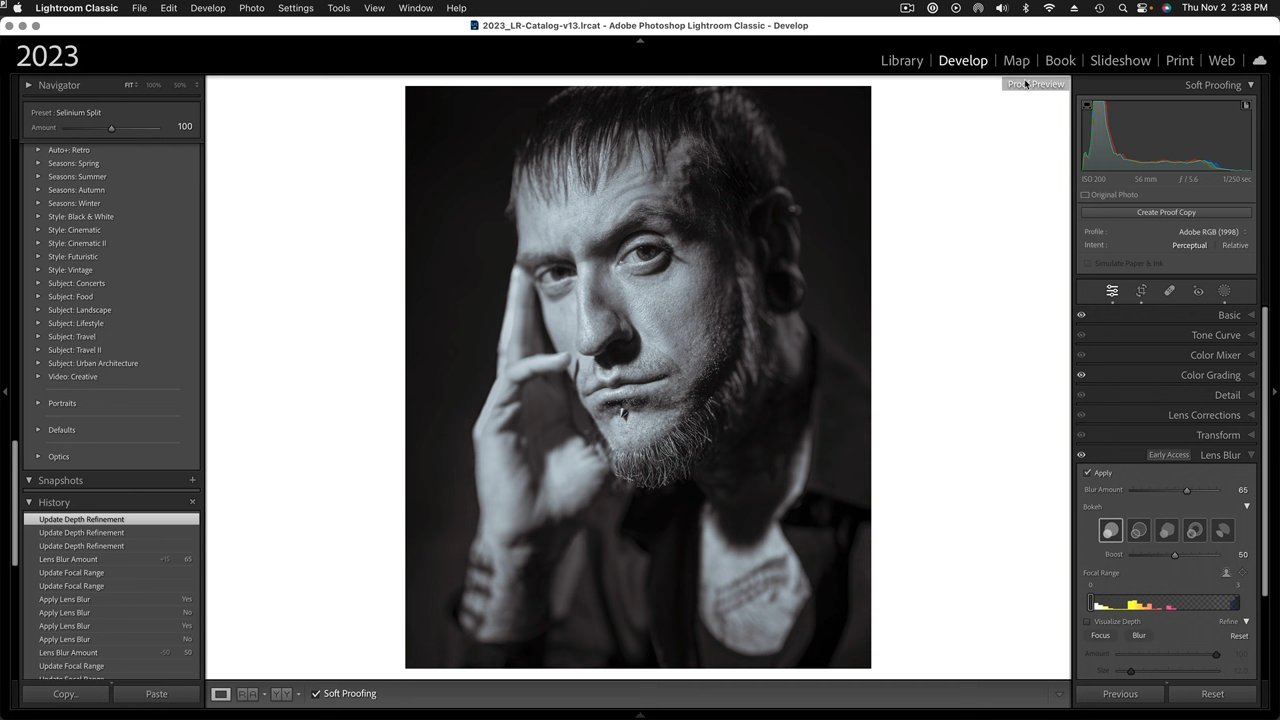 Lightroom Classic File Edit Develop Photo Settings Tools View Window Help Thu Nov 2 2:38 PM
2023_LR-Catalog-v13.lrcat - Adobe Photoshop Lightroom Classic - Develop
2023
Library | Develop | Map | Book | Slideshow | Print | Web
Navigator FIT 100% 50%
Preset : Selinium Split
Amount 100
Auto+: Retro
Seasons: Spring
Seasons: Summer
Seasons: Autumn
Seasons: Winter
Style: Black & White
Style: Cinematic
Style: Cinematic II
Style: Futuristic
Style: Vintage
Subject: Concerts
Subject: Food
Subject: Landscape
Subject: Lifestyle
Subject: Travel
Subject: Travel II
Subject: Urban Architecture
Video: Creative
Portraits
Defaults
Optics
Snapshots +
History ×
Update Depth Refinement
Update Depth Refinement
Update Depth Refinement
Lens Blur Amount +15 65
Update Focal Range
Update Focal Range
Apply Lens Blur Yes
Apply Lens Blur No
Apply Lens Blur Yes
Apply Lens Blur No
Lens Blur Amount -50 50
Update Focal Range
Copy... Paste
Preview
Soft Proofing
Soft Proofing
ISO 200 56 mm ƒ / 5.6 1/250 sec
Original Photo
Create Proof Copy
Profile : Adobe RGB (1998)
Intent : Perceptual Relative
Simulate Paper & Ink
Basic
Tone Curve
Color Mixer
Color Grading
Detail
Lens Corrections
Transform
Early Access Lens Blur
Apply
Blur Amount 65
Bokeh
Boost 50
Focal Range
0 3
Visualize Depth Refine
Focus Blur Reset
Amount 100
Size
Previous Reset